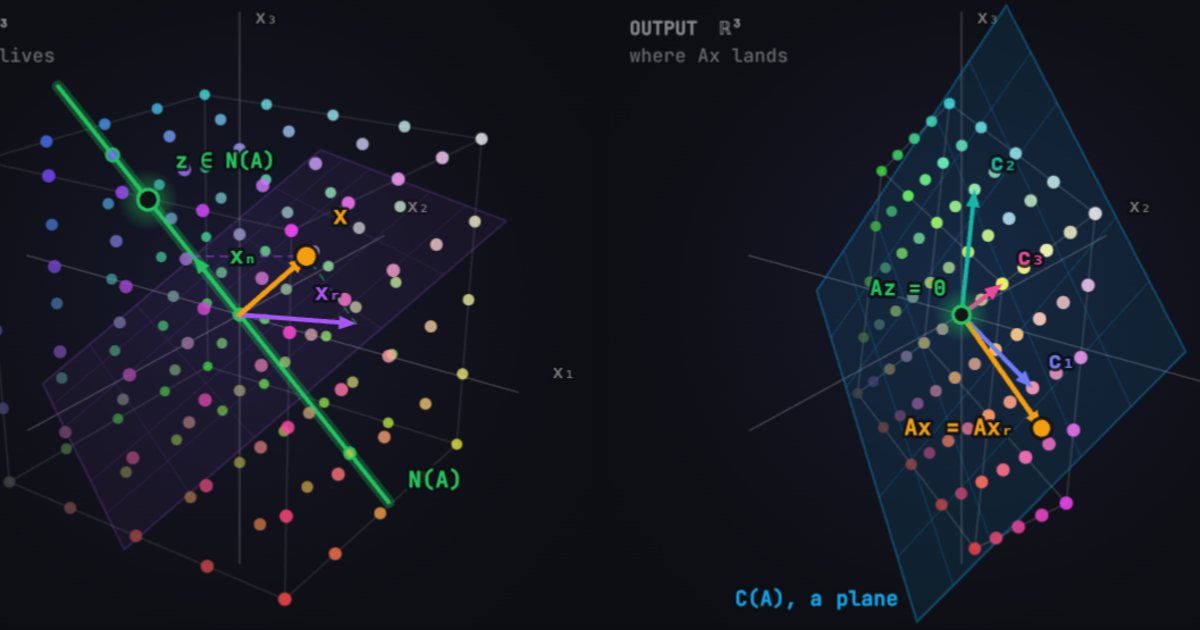 ³
lives
x₃
z ∈ N(A)
x
x₂
xₙ
xᵣ
x₁
N(A)
OUTPUT ℝ³
where Ax lands
x₃
c₂
x₂
c₃
Az = 0
c₁
Ax = Axᵣ
C(A), a plane